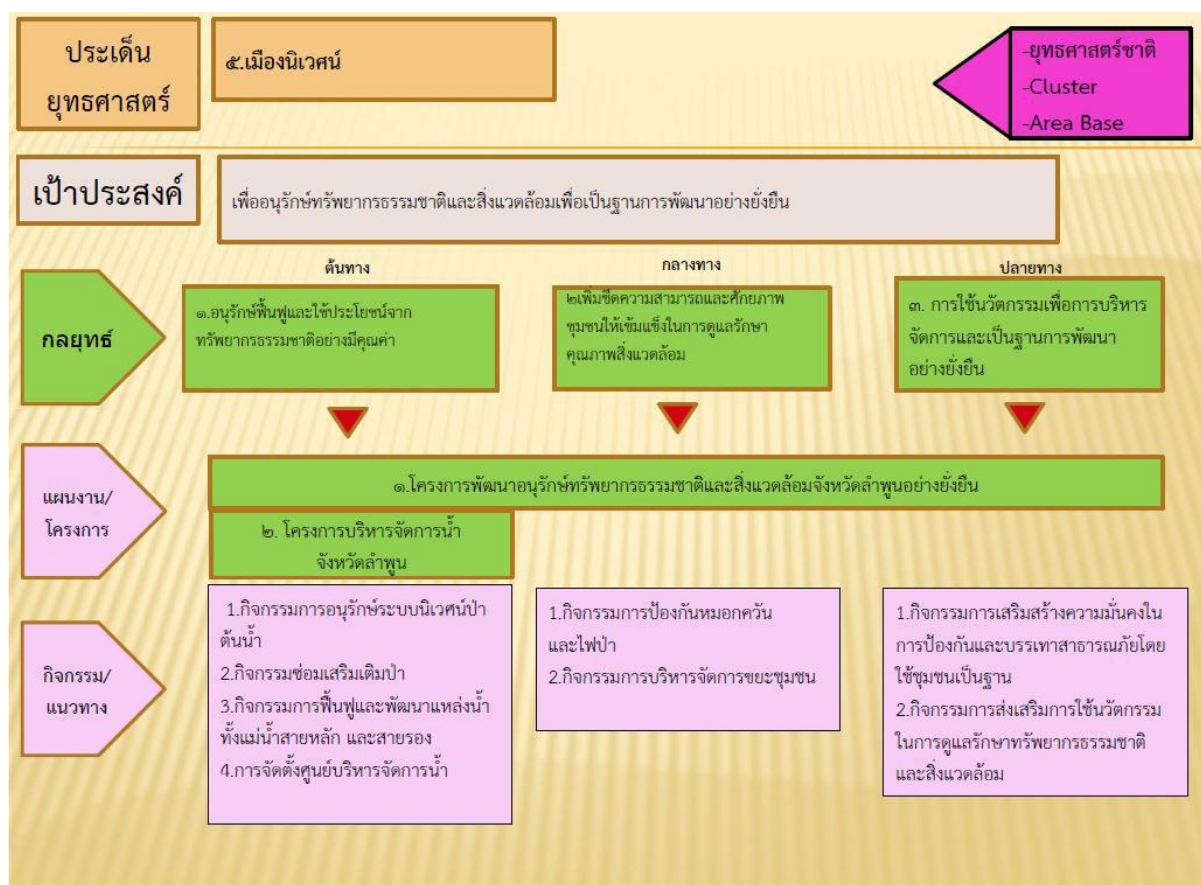 ประเด็น
ยุทธศาสตร์
๕.เมืองนิเวศน์
-ยุทธศาสตร์ชาติ
-Cluster
-Area Base
เป้าประสงค์
เพื่ออนุรักษ์ทรัพยากรธรรมชาติและสิ่งแวดล้อมเพื่อเป็นฐานการพัฒนาอย่างยั่งยืน
ต้นทาง
กลางทาง
ปลายทาง
กลยุทธ์
๑.อนุรักษ์ฟื้นฟูและใช้ประโยชน์จาก
ทรัพยากรธรรมชาติอย่างมีคุณค่า
๒เพิ่มขีดความสามารถและศักยภาพ
ชุมชนให้เข้มแข็งในการดูแลรักษา
คุณภาพสิ่งแวดล้อม
๓. การใช้นวัตกรรมเพื่อการบริหาร
จัดการและเป็นฐานการพัฒนา
อย่างยั่งยืน
แผนงาน/
โครงการ
๑.โครงการพัฒนาอนุรักษ์ทรัพยากรธรรมชาติและสิ่งแวดล้อมจังหวัดลำพูนอย่างยั่งยืน
๒. โครงการบริหารจัดการน้ำ
จังหวัดลำพูน
กิจกรรม/
แนวทาง
1.กิจกรรมการอนุรักษ์ระบบนิเวศน์ป่า
ต้นน้ำ
2.กิจกรรมซ่อมเสริมเติมป่า
3.กิจกรรมการฟื้นฟูและพัฒนาแหล่งน้ำ
ทั้งแม่น้ำสายหลัก และสายรอง
4.การจัดตั้งศูนย์บริหารจัดการน้ำ
1.กิจกรรมการป้องกันหมอกควัน
และไฟป่า
2.กิจกรรมการบริหารจัดการขยะชุมชน
1.กิจกรรมการเสริมสร้างความมั่นคงใน
การป้องกันและบรรเทาสาธารณภัยโดย
ใช้ชุมชนเป็นฐาน
2.กิจกรรมการส่งเสริมการใช้นวัตกรรม
ในการดูแลรักษาทรัพยากรธรรมชาติ
และสิ่งแวดล้อม